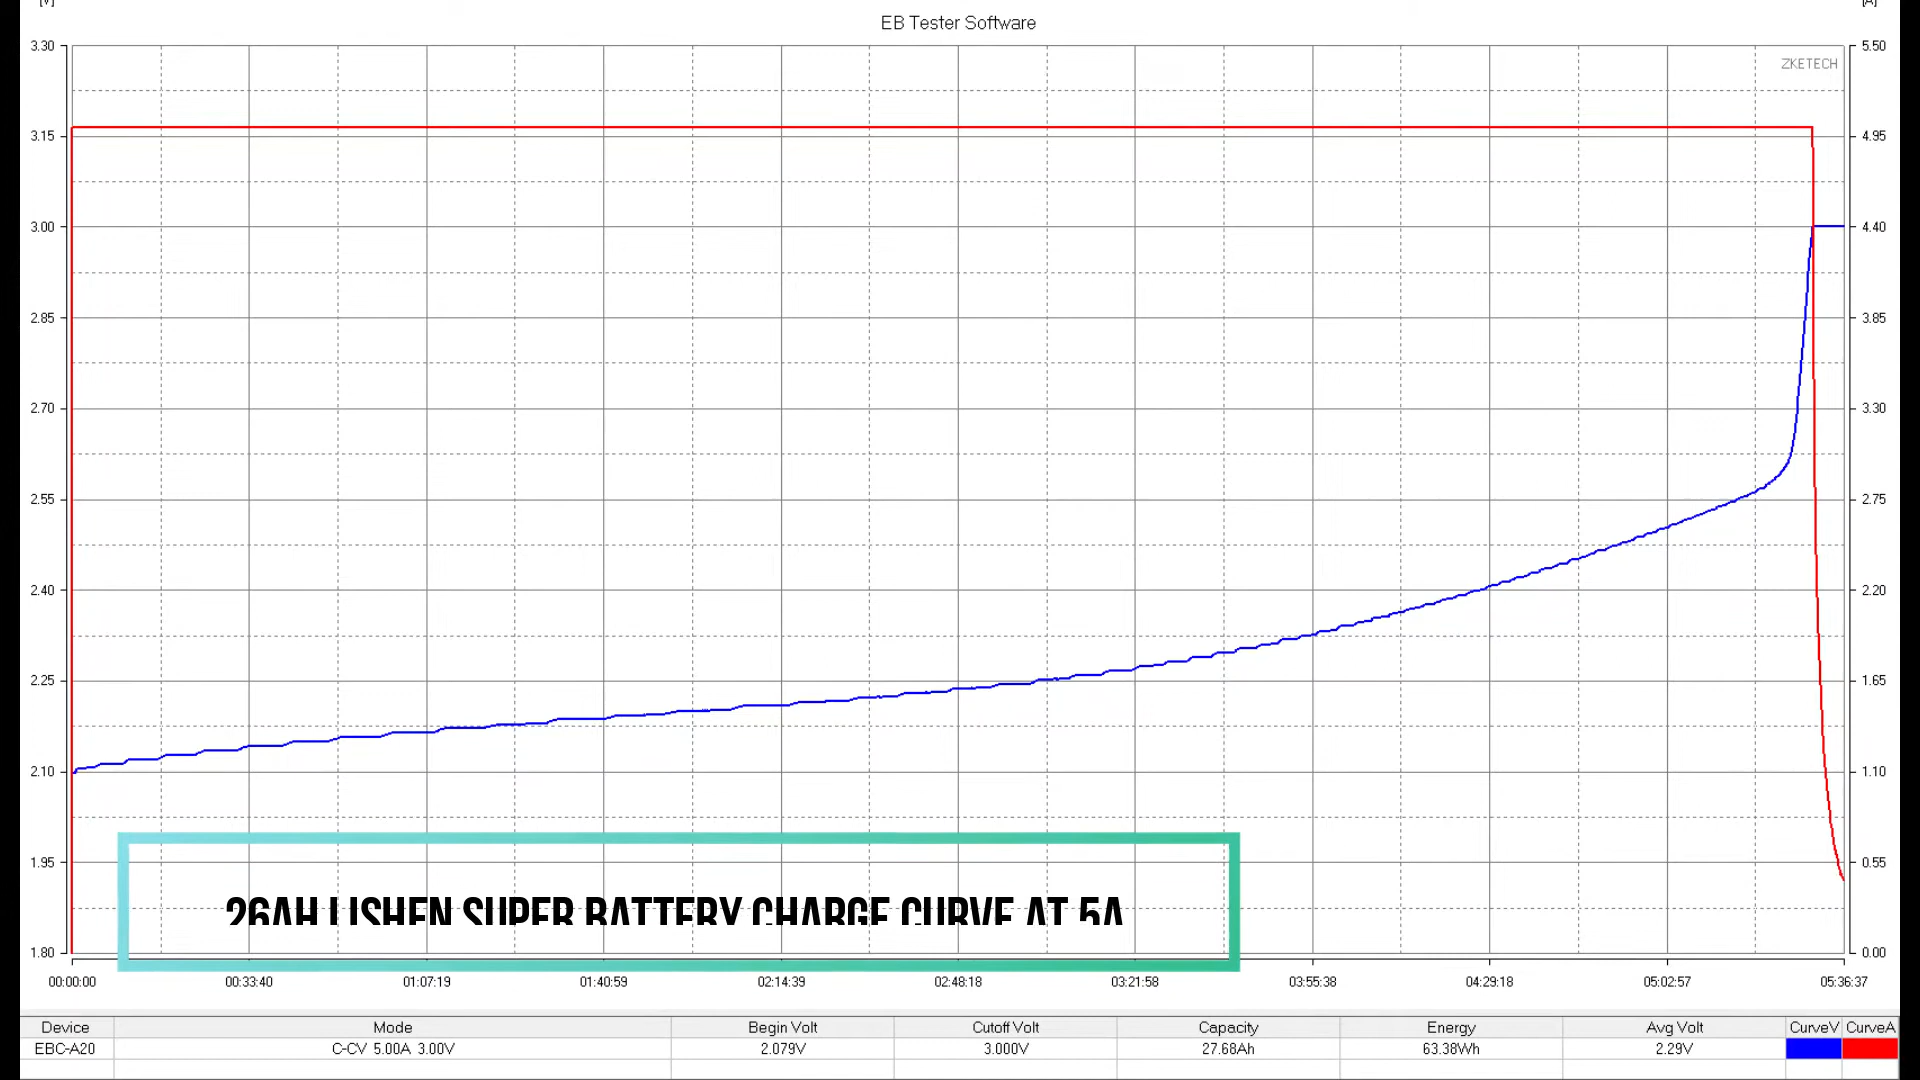 [V]
[A]
EB Tester Software
ZKETECH
3.30
3.15
3.00
2.85
2.70
2.55
2.40
2.25
2.10
1.95
1.80
5.50
4.95
4.40
3.85
3.30
2.75
2.20
1.65
1.10
0.55
0.00
26AH LISHEN SUPER BATTERY CHARGE CURVE AT 5A
00:00:00 00:33:40 01:07:19 01:40:59 02:14:39 02:48:18 03:21:58 03:55:38 04:29:18 05:02:57 05:36:37
Device Mode Begin Volt Cutoff Volt Capacity Energy Avg Volt CurveV CurveA
EBC-A20 C-CV 5.00A 3.00V 2.079V 3.000V 27.68Ah 63.38Wh 2.29V